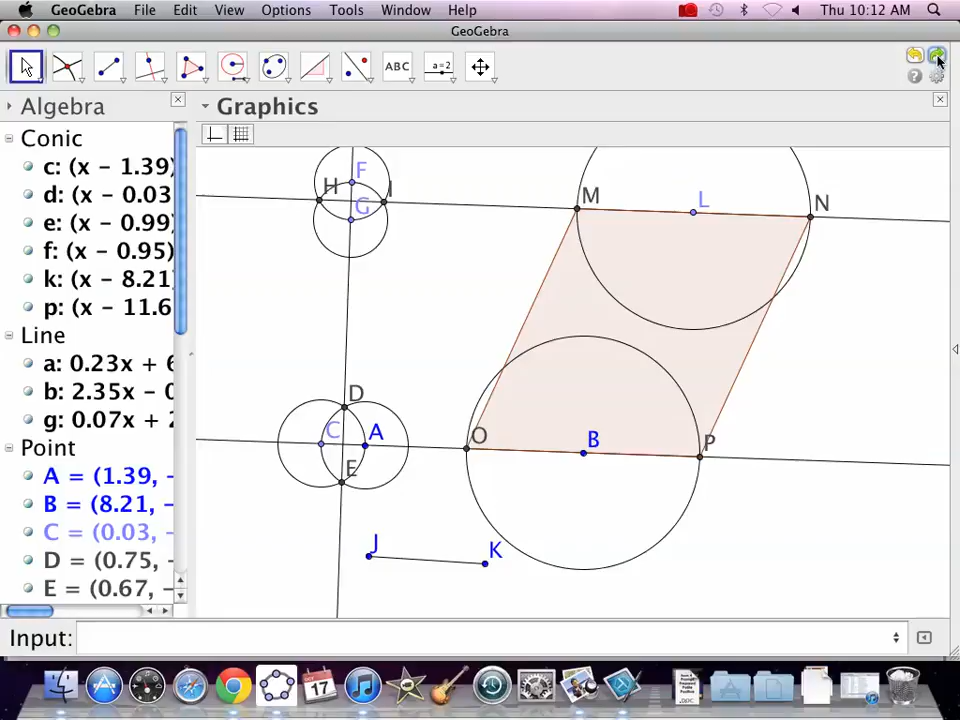 GeoGebra File Edit View Options Tools Window Help Thu 10:12 AM
GeoGebra
ABC
a=2
Algebra
Graphics
Conic
c: (x − 1.39)
d: (x − 0.03
e: (x − 0.99)
f: (x − 0.95)
k: (x − 8.21)
p: (x − 11.6
Line
a: 0.23x + 6
b: 2.35x − 0
g: 0.07x + 2
Point
A = (1.39, −
B = (8.21, −
C = (0.03, −
D = (0.75, −
E = (0.67, −
F
H
I
G
M
L
N
D
C
A
E
O
B
P
J
K
Input:
OCT
17